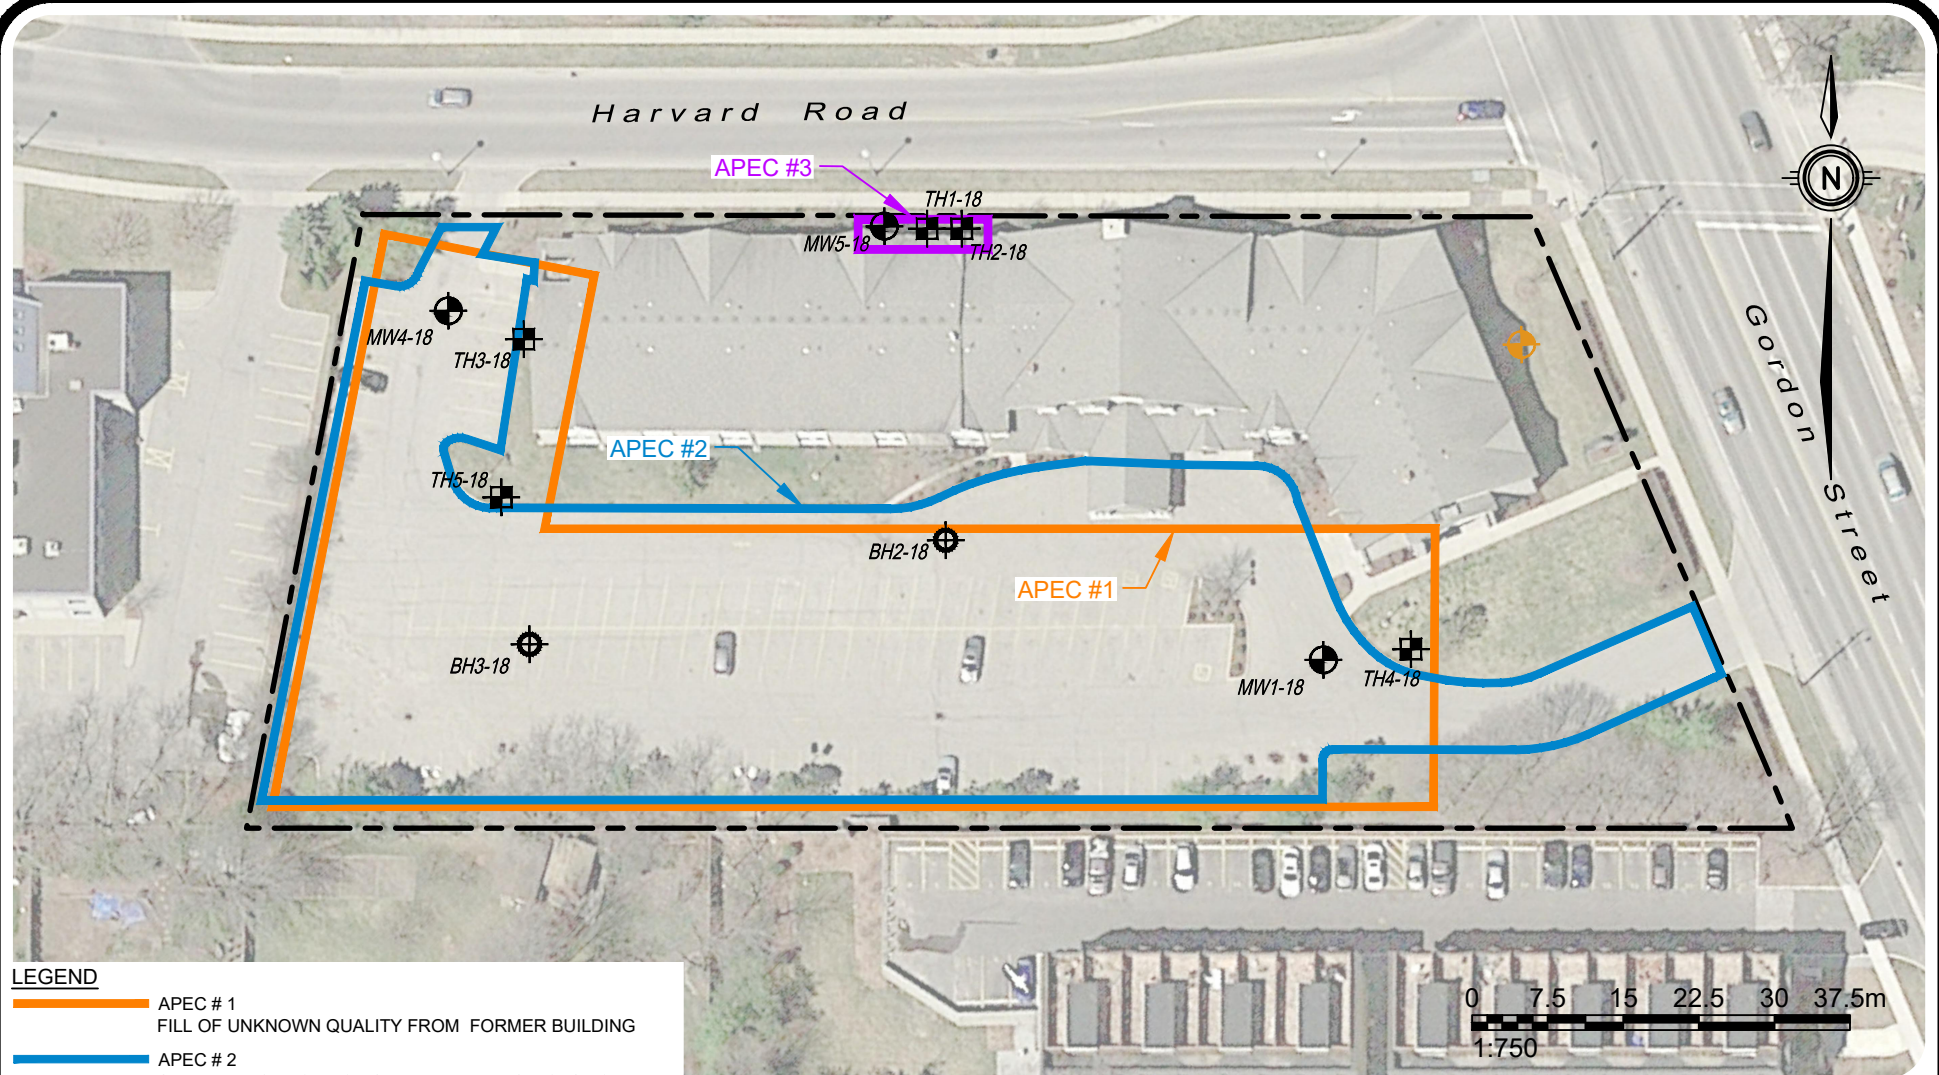 Harvard Road
APEC #3
TH1-18
MW5-18
TH2-18
N
MW4-18
TH3-18
Gordon Street
APEC #2
TH5-18
BH2-18
APEC #1
BH3-18
MW1-18
TH4-18
LEGEND
APEC # 1
FILL OF UNKNOWN QUALITY FROM FORMER BUILDING
APEC # 2
0 7.5 15 22.5 30 37.5m
1:750